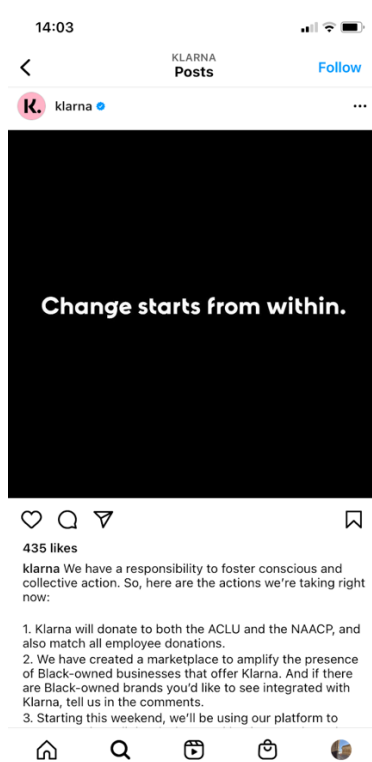 14:03
KLARNA
Posts
Follow
K.
klarna
Change starts from within.
435 likes
klarna We have a responsibility to foster conscious and
collective action. So, here are the actions we're taking right
now:
1. Klarna will donate to both the ACLU and the NAACP, and
also match all employee donations.
2. We have created a marketplace to amplify the presence
of Black-owned businesses that offer Klarna. And if there
are Black-owned brands you'd like to see integrated with
Klarna, tell us in the comments.
3. Starting this weekend, we'll be using our platform to